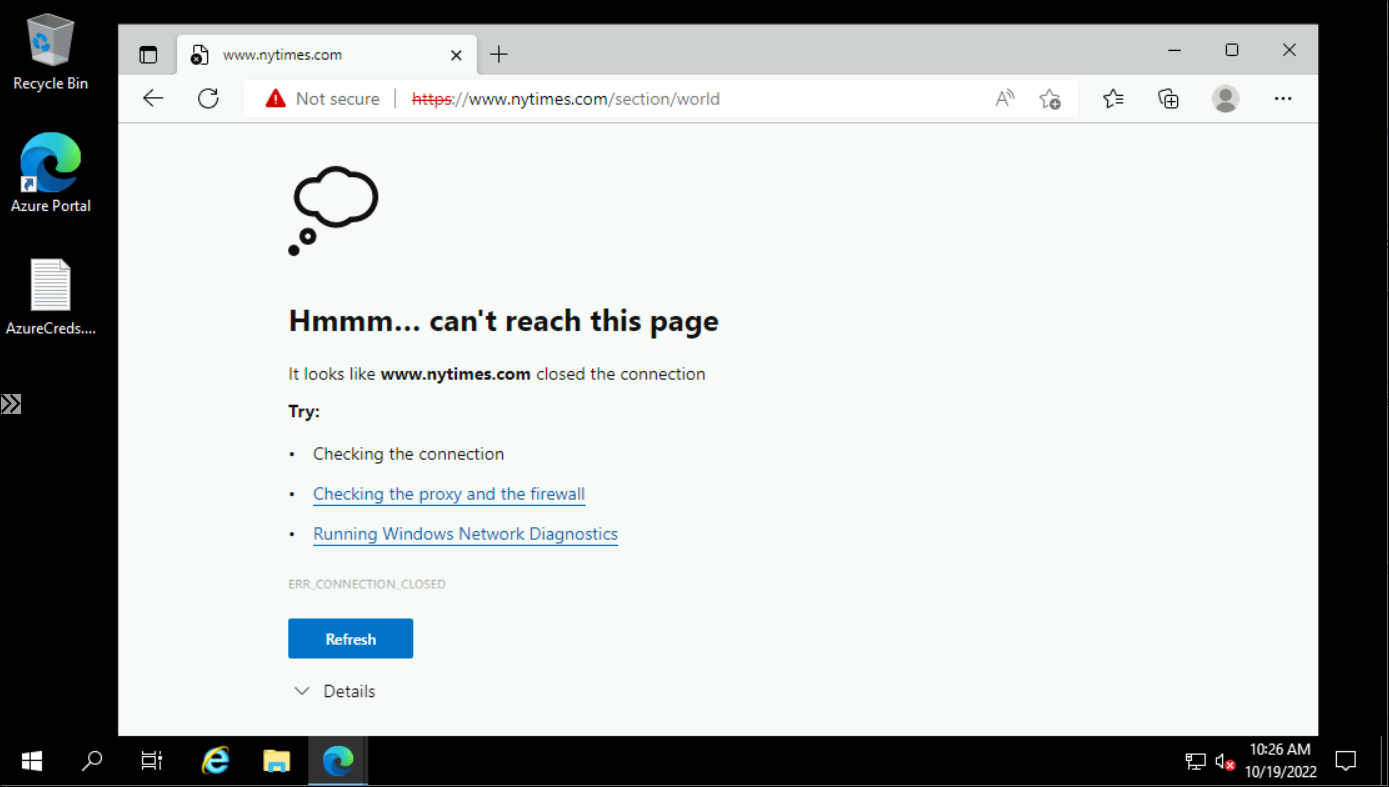 Recycle Bin
Azure Portal
AzureCreds....
www.nytimes.com
Not secure
https://www.nytimes.com/section/world
Hmmm... can't reach this page
It looks like www.nytimes.com closed the connection
Try:
• Checking the connection
• Checking the proxy and the firewall
• Running Windows Network Diagnostics
ERR_CONNECTION_CLOSED
Refresh
Details
10:26 AM
10/19/2022